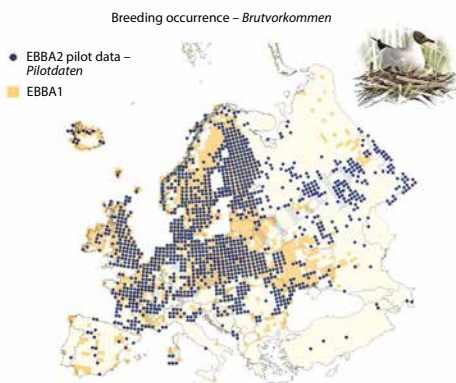 Breeding occurrence – Brutvorkommen
EBBA2 pilot data –
Pilotdaten
EBBA1